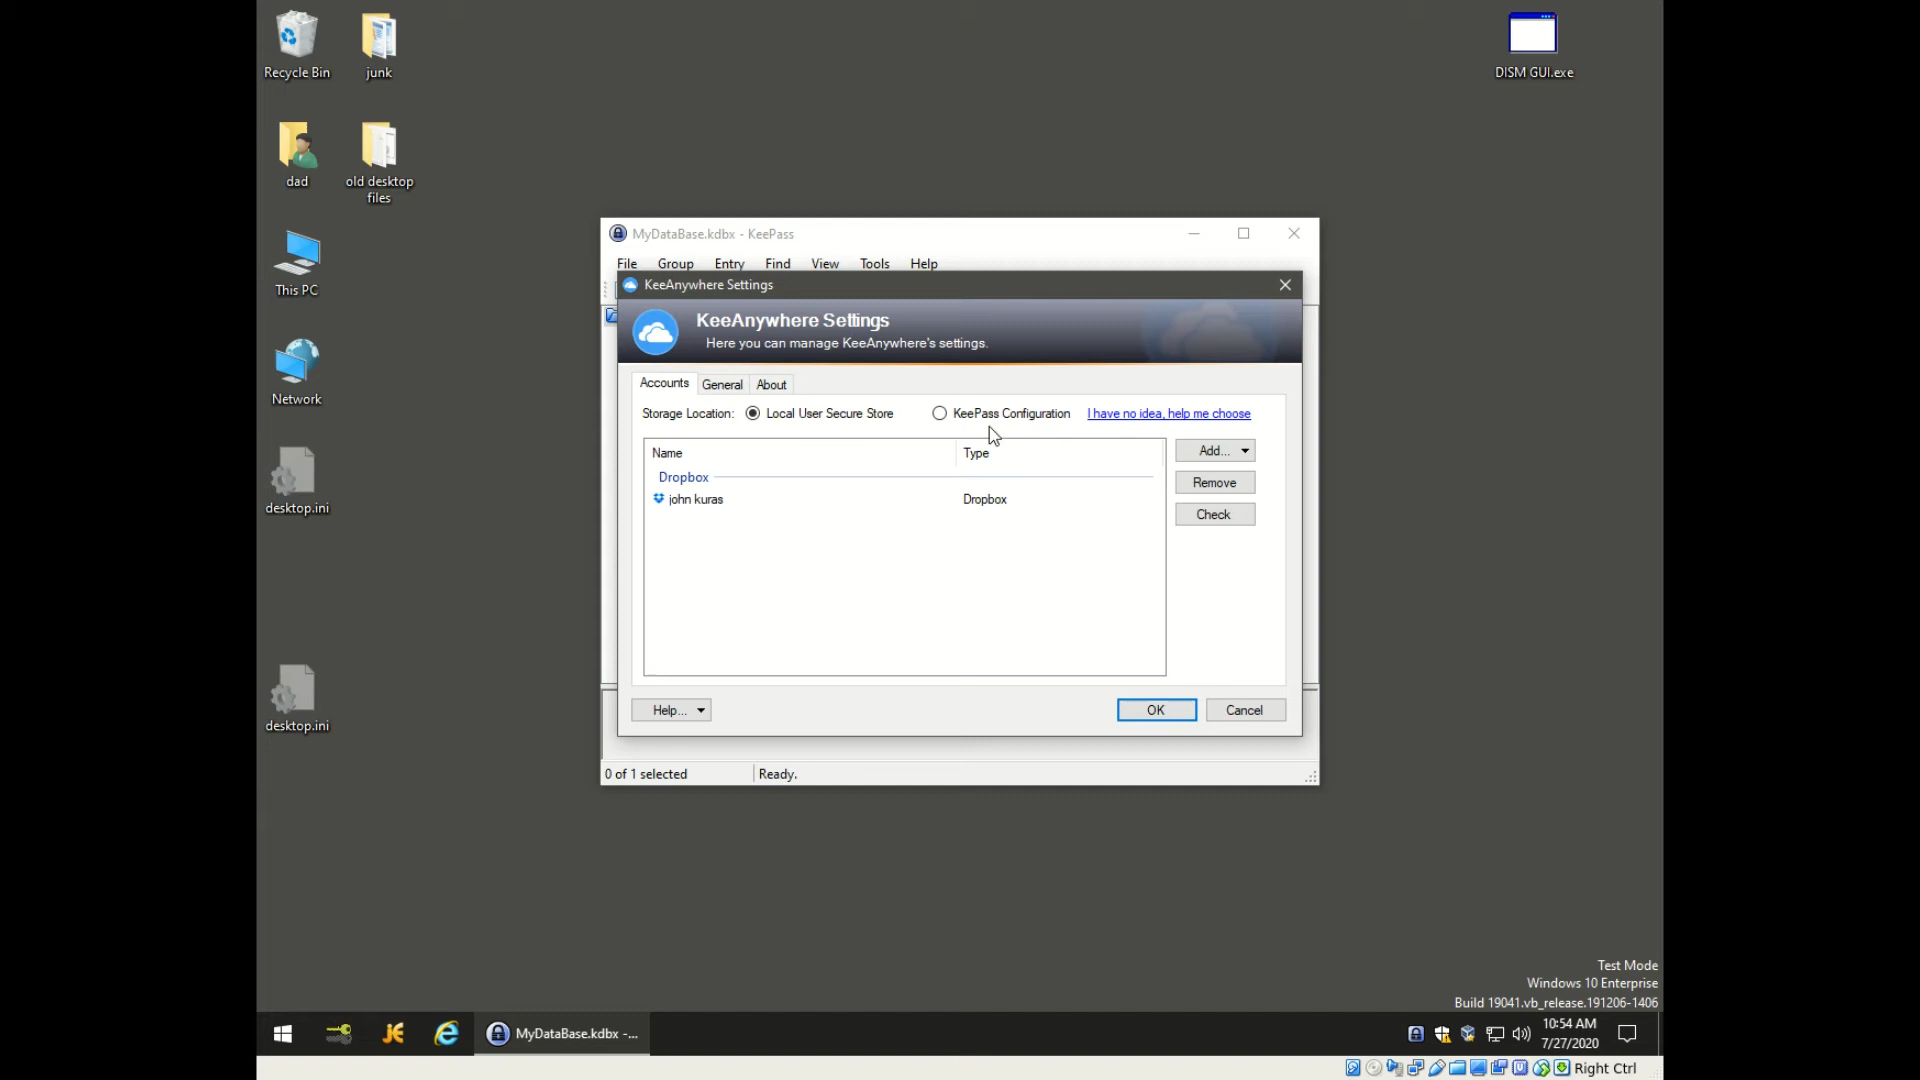 Recycle Bin
junk
DISM GUI.exe
dad
old desktop
files
This PC
Network
desktop.ini
desktop.ini
MyDataBase.kdbx - KeePass
File Group Entry Find View Tools Help
KeeAnywhere Settings
KeeAnywhere Settings
Here you can manage KeeAnywhere's settings.
Accounts General About
Storage Location: Local User Secure Store KeePass Configuration I have no idea, help me choose
Name Type
Add...
Dropbox
Remove
john kuras Dropbox
Check
Help... OK Cancel
0 of 1 selected Ready.
Test Mode
Windows 10 Enterprise
Build 19041.vb_release.191206-1406
MyDataBase.kdbx -...
10:54 AM
7/27/2020
Right Ctrl